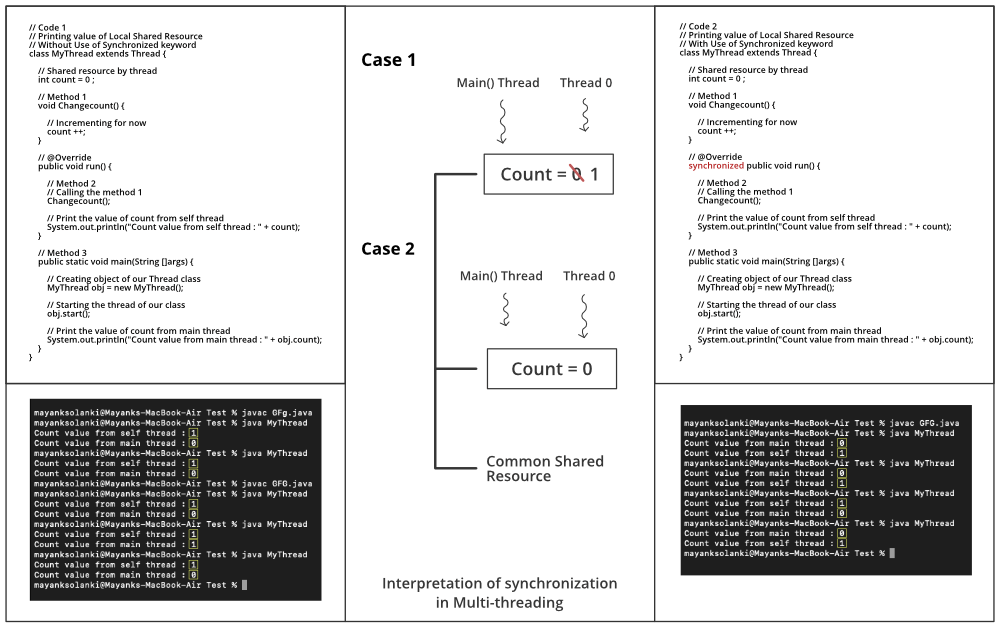 // Code 1
// Printing value of Local Shared Resource
// Without Use of Synchronized keyword
class MyThread extends Thread {
// Shared resource by thread
int count = 0 ;
// Method 1
void Changecount() {
// Incrementing for now
count ++;
}
// @Override
public void run() {
// Method 2
// Calling the method 1
Changecount();
// Print the value of count from self thread
System.out.println("Count value from self thread : " + count);
}
// Method 3
public static void main(String []args) {
// Creating object of our Thread class
MyThread obj = new MyThread();
// Starting the thread of our class
obj.start();
// Print the value of count from main thread
System.out.println("Count value from main thread : " + obj.count);
}
}
mayanksolanki@Mayanks-MacBook-Air Test % javac GFg.java
mayanksolanki@Mayanks-MacBook-Air Test % java MyThread
Count value from self thread : 1
Count value from main thread : 0
mayanksolanki@Mayanks-MacBook-Air Test % java MyThread
Count value from self thread : 1
Count value from main thread : 0
mayanksolanki@Mayanks-MacBook-Air Test % javac GFG.java
mayanksolanki@Mayanks-MacBook-Air Test % java MyThread
Count value from self thread : 1
Count value from main thread : 0
mayanksolanki@Mayanks-MacBook-Air Test % java MyThread
Count value from self thread : 1
Count value from main thread : 1
mayanksolanki@Mayanks-MacBook-Air Test % java MyThread
Count value from self thread : 1
Count value from main thread : 0
mayanksolanki@Mayanks-MacBook-Air Test %
Case 1
Main() Thread Thread 0
Count = 0 1
Case 2
Main() Thread Thread 0
Count = 0
Common Shared
Resource
Interpretation of synchronization
in Multi-threading
// Code 2
// Printing value of Local Shared Resource
// With Use of Synchronized keyword
class MyThread extends Thread {
// Shared resource by thread
int count = 0 ;
// Method 1
void Changecount() {
// Incrementing for now
count ++;
}
// @Override
synchronized public void run() {
// Method 2
// Calling the method 1
Changecount();
// Print the value of count from self thread
System.out.println("Count value from self thread : " + count);
}
// Method 3
public static void main(String []args) {
// Creating object of our Thread class
MyThread obj = new MyThread();
// Starting the thread of our class
obj.start();
// Print the value of count from main thread
System.out.println("Count value from main thread : " + obj.count);
}
}
mayanksolanki@Mayanks-MacBook-Air Test % javac GFG.java
mayanksolanki@Mayanks-MacBook-Air Test % java MyThread
Count value from main thread : 0
Count value from self thread : 1
mayanksolanki@Mayanks-MacBook-Air Test % java MyThread
Count value from main thread : 0
Count value from self thread : 1
mayanksolanki@Mayanks-MacBook-Air Test % java MyThread
Count value from self thread : 1
Count value from main thread : 0
mayanksolanki@Mayanks-MacBook-Air Test % java MyThread
Count value from main thread : 0
Count value from self thread : 1
mayanksolanki@Mayanks-MacBook-Air Test %